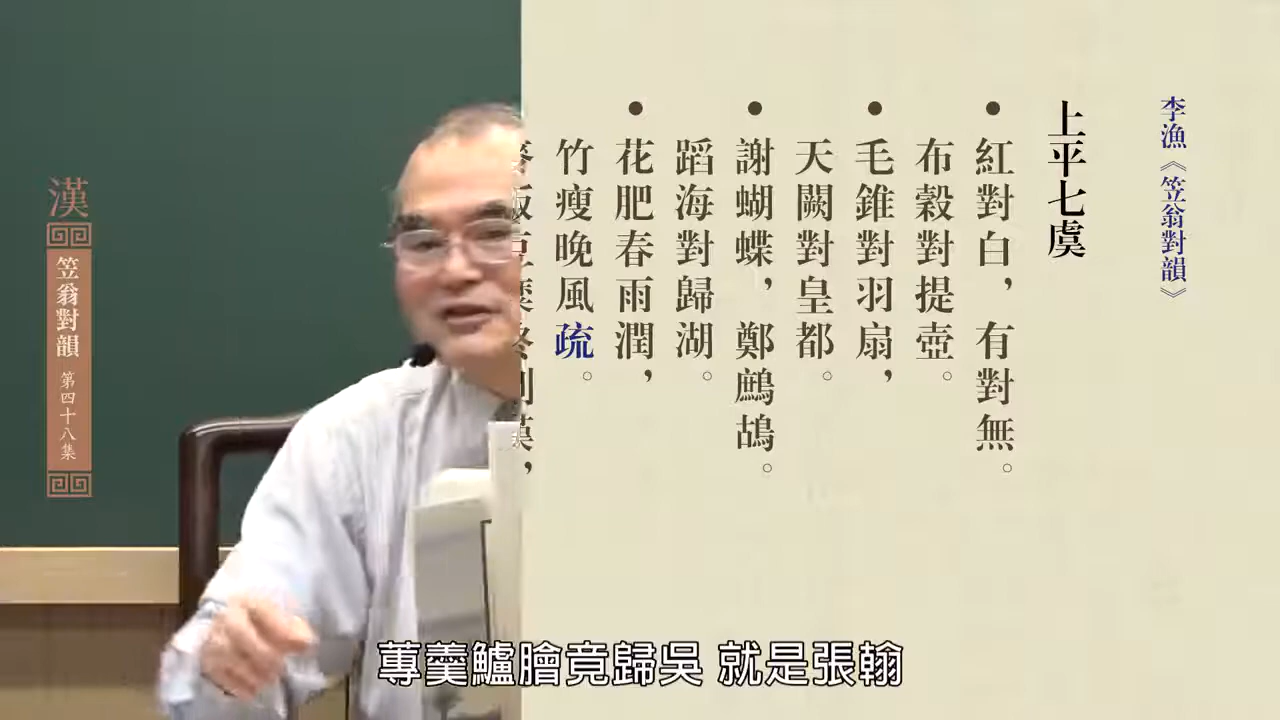 李漁《笠翁對韻》
上平七虞
• 紅對白，有對無。
布穀對提壺。
• 毛錐對羽扇，
天闕對皇都。
• 謝蝴蝶，鄭鷓鴣。
蹈海對歸湖。
• 花肥春雨潤，
竹瘦晚風疏。
漢
笠翁對韻 第四十八集
蓴羹鱸膾竟歸吳 就是張翰